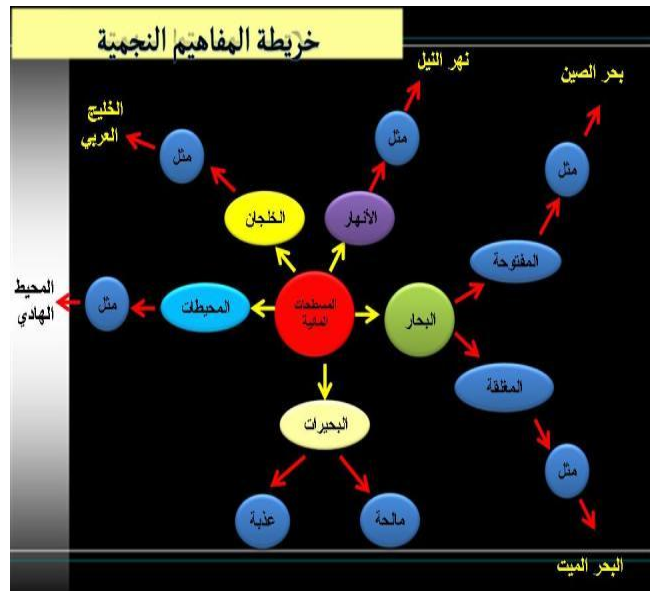 خريطة المفاهيم النجمية
نهر النيل
بحر الصين
الخليج
العربي
مثل
مثل
مثل
الخلجان
الأنهار
المفتوحة
المحيط
الهادي
مثل
المحيطات
المسطحات
المائية
البحار
المغلقة
البحيرات
مثل
عذبة
مالحة
البحر الميت